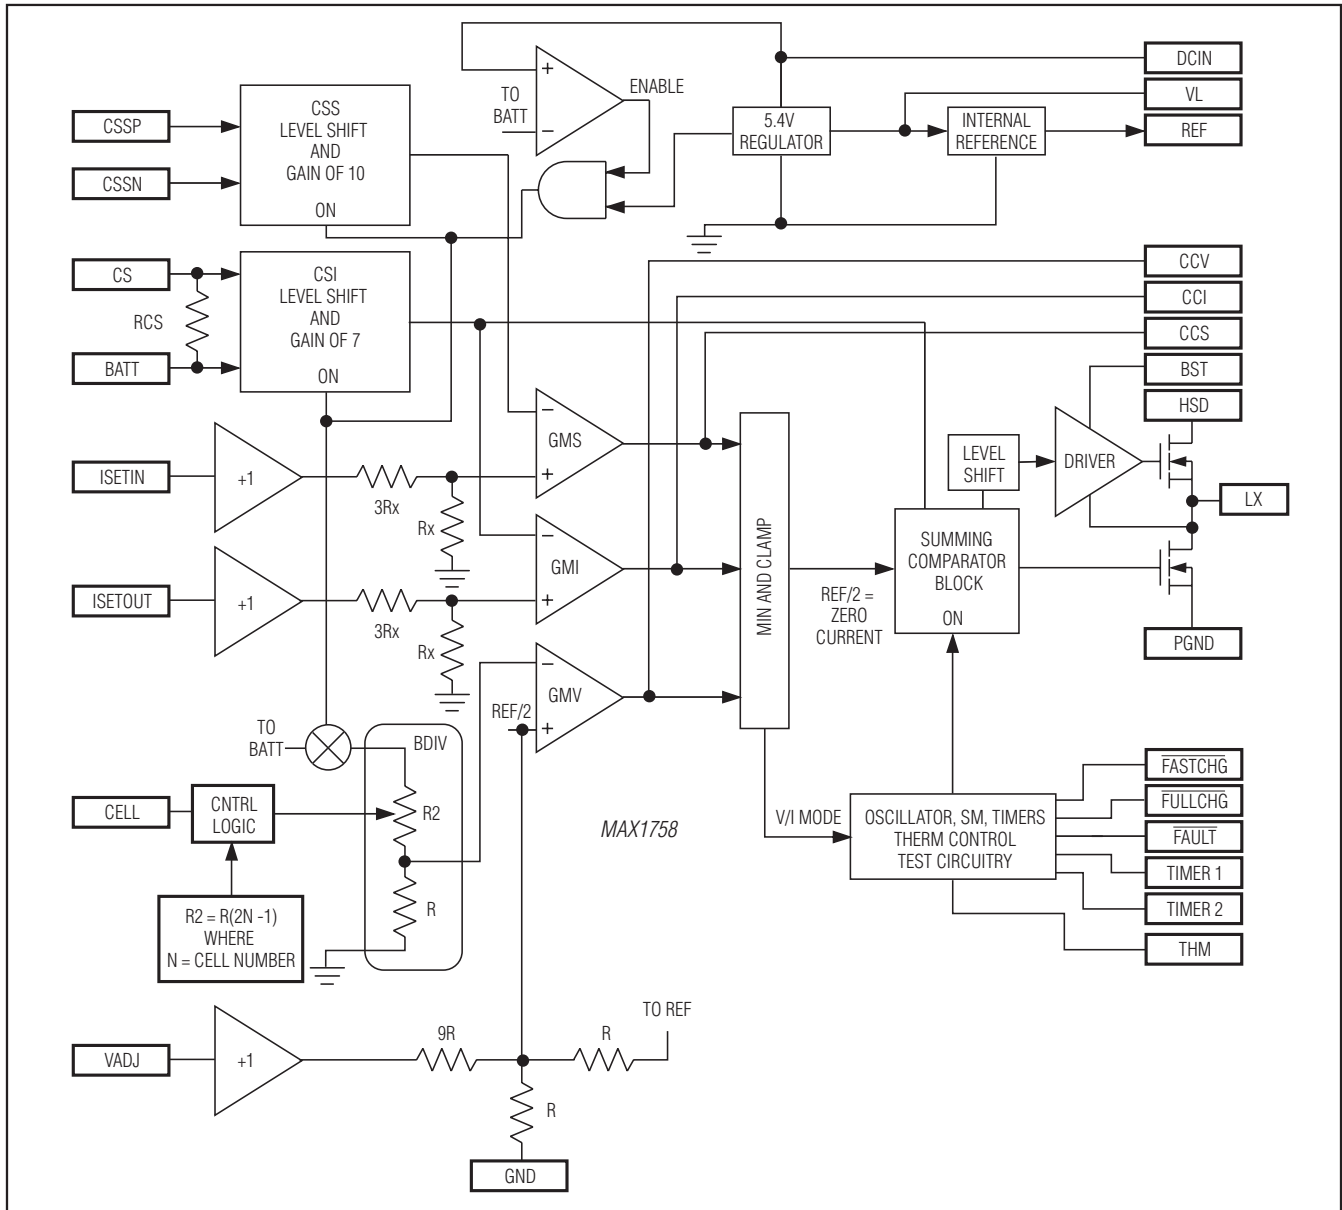 DCIN
VL
REF
CSSP
CSSN
CSS
LEVEL SHIFT
AND
GAIN OF 10
ON
+
TO
BATT
−
ENABLE
5.4V
REGULATOR
INTERNAL
REFERENCE
CS
RCS
BATT
CSI
LEVEL SHIFT
AND
GAIN OF 7
ON
CCV
CCI
CCS
BST
HSD
ISETIN
+1
3Rx
Rx
−
GMS
+
ISETOUT
+1
3Rx
Rx
−
GMI
+
−
GMV
+
REF/2
MIN AND CLAMP
REF/2 =
ZERO
CURRENT
LEVEL
SHIFT
DRIVER
LX
SUMMING
COMPARATOR
BLOCK
ON
PGND
TO
BATT
BDIV
R2
R
CELL
CNTRL
LOGIC
R2 = R(2N -1)
WHERE
N = CELL NUMBER
MAX1758
V/I MODE
OSCILLATOR, SM, TIMERS
THERM CONTROL
TEST CIRCUITRY
FASTCHG
FULLCHG
FAULT
TIMER 1
TIMER 2
THM
VADJ
+1
9R
R
TO REF
R
GND